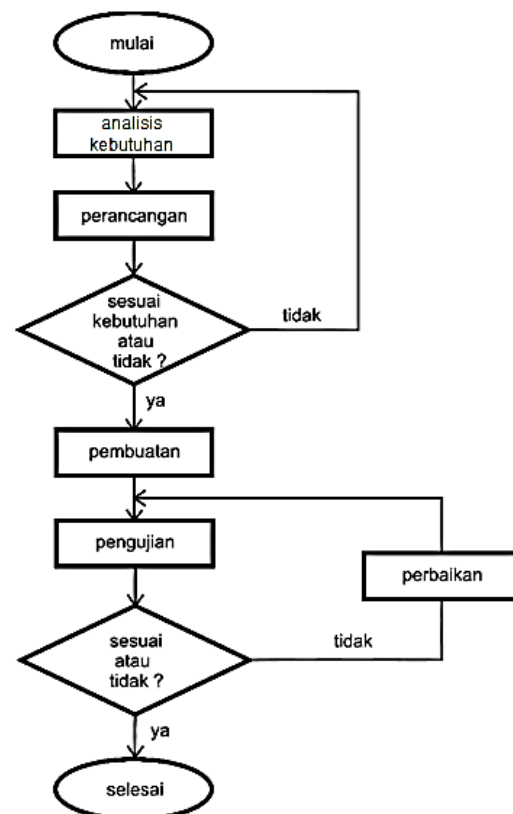 mulai
analisis
kebutuhan
perancangan
sesuai
kebutuhan
atau
tidak ?
tidak
ya
pembuatan
pengujian
perbaikan
sesuai
atau
tidak ?
tidak
ya
selesai